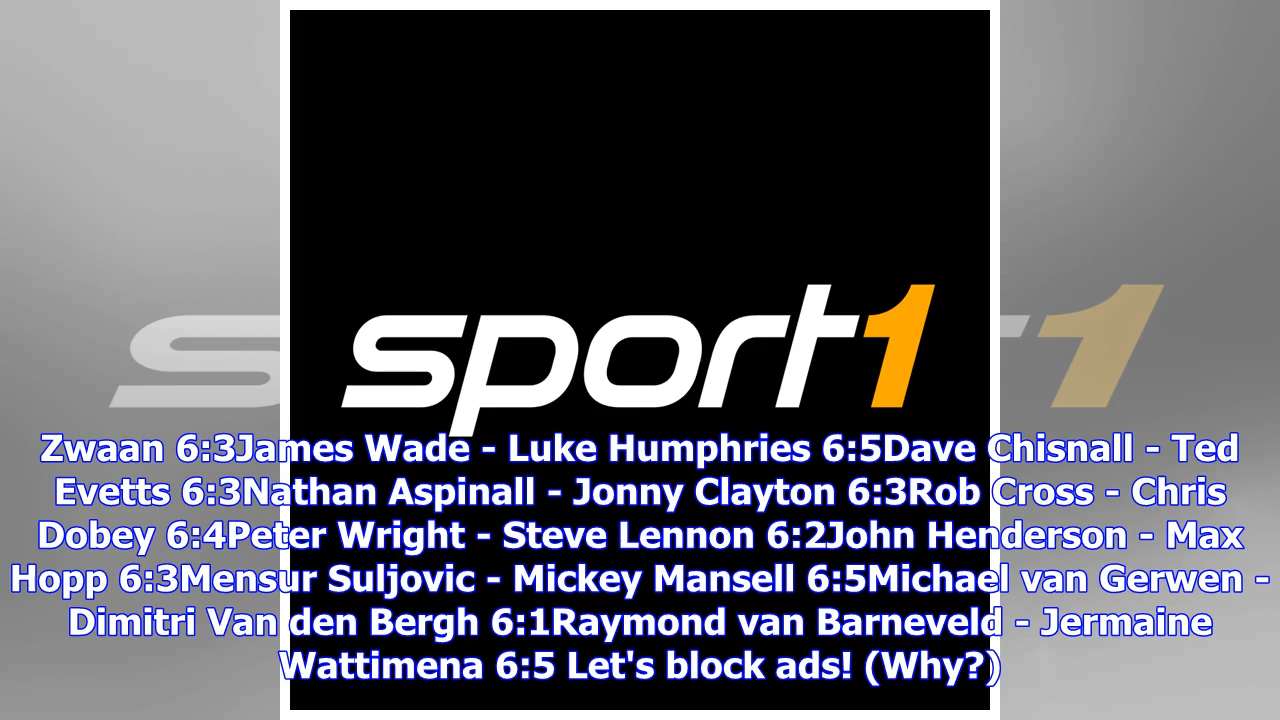 sport1
Zwaan 6:3James Wade - Luke Humphries 6:5Dave Chisnall - Ted
Evetts 6:3Nathan Aspinall - Jonny Clayton 6:3Rob Cross - Chris
Dobey 6:4Peter Wright - Steve Lennon 6:2John Henderson - Max
Hopp 6:3Mensur Suljovic - Mickey Mansell 6:5Michael van Gerwen -
Dimitri Van den Bergh 6:1Raymond van Barneveld - Jermaine
Wattimena 6:5 Let's block ads! (Why?)